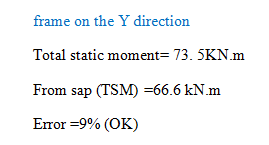 frame on the Y direction
Total static moment= 73. 5KN.m
From sap (TSM) =66.6 kN.m
Error =9% (OK)